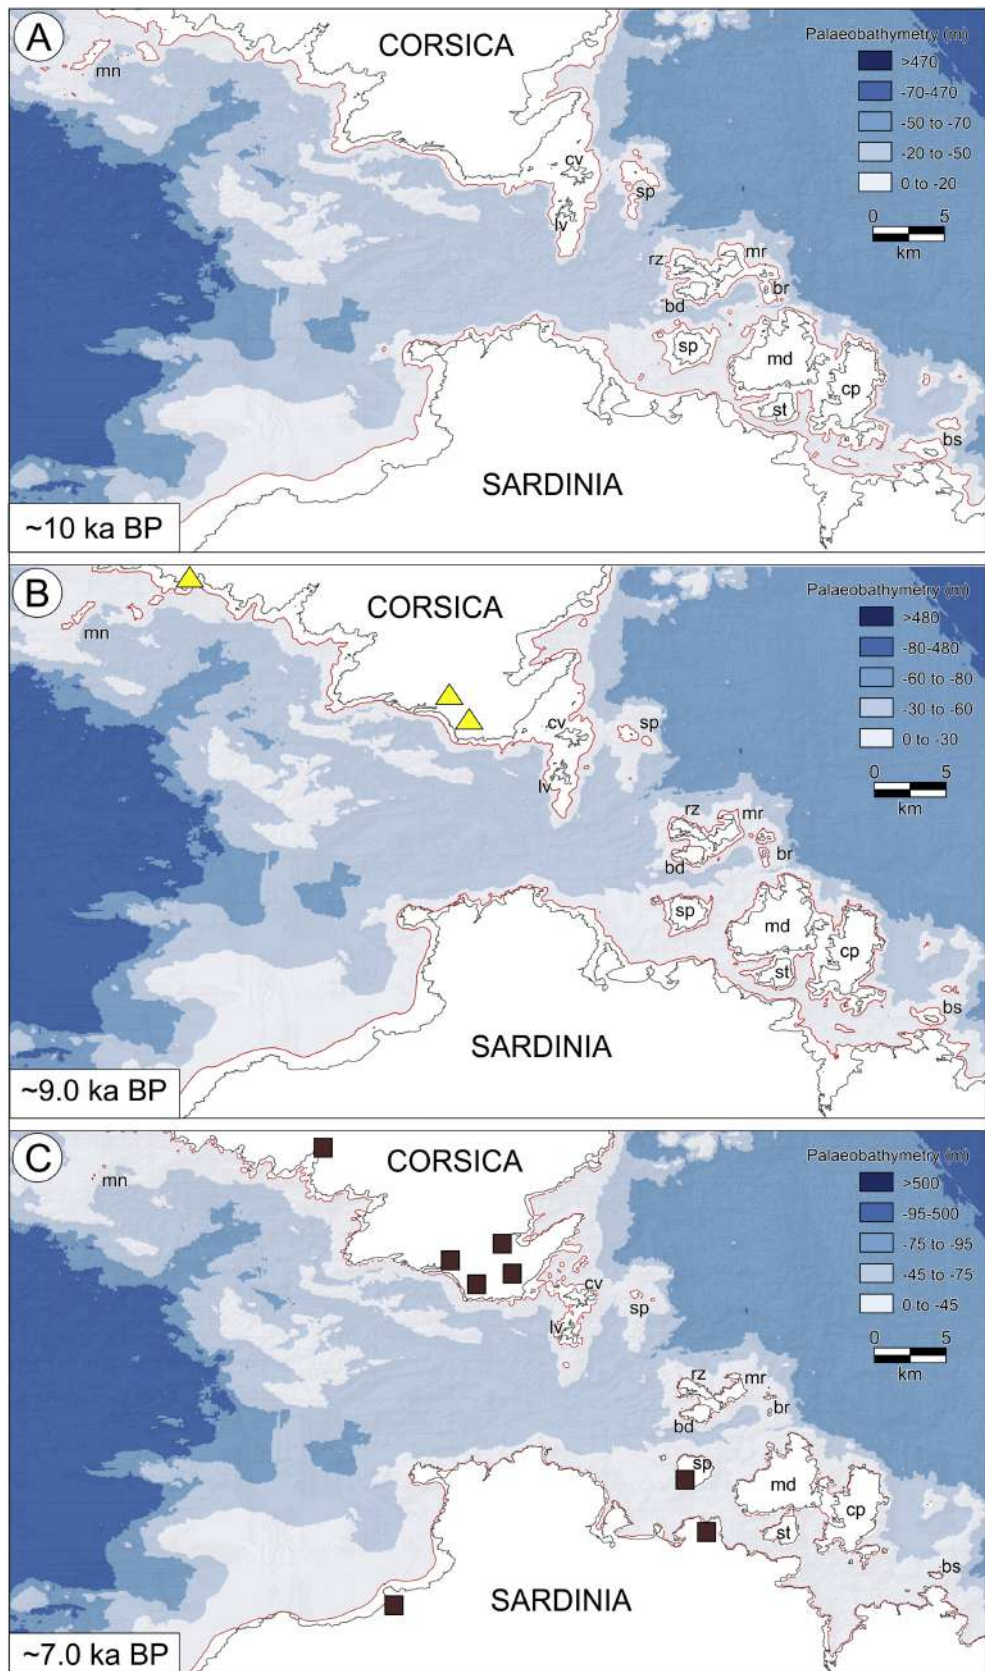 A
CORSICA
Palaeobathymetry (m)
>470
-70-470
-50 to -70
-20 to -50
0 to -20
0 5
km
mn
cv
sp
lv
rz
mr
bd
br
sp
md
cp
st
bs
SARDINIA
~10 ka BP
B
CORSICA
Palaeobathymetry (m)
>480
-80-480
-60 to -80
-30 to -60
0 to -30
0 5
km
mn
cv
sp
lv
rz
mr
bd
br
sp
md
cp
st
bs
SARDINIA
~9.0 ka BP
C
CORSICA
Palaeobathymetry (m)
>500
-95-500
-75 to -95
-45 to -75
0 to -45
0 5
km
mn
cv
sp
lv
rz
mr
bd
br
sp
md
cp
st
bs
SARDINIA
~7.0 ka BP